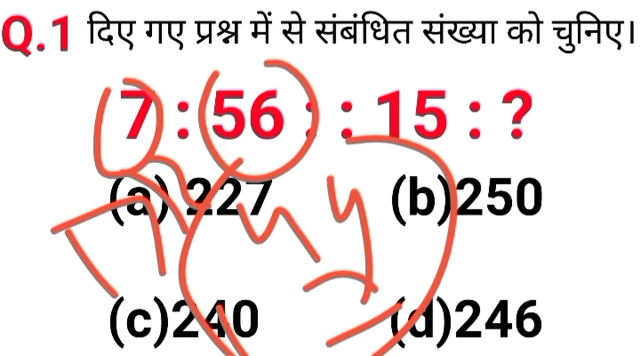 Q.1 दिए गए प्रश्न में से संबंधित संख्या को चुनिए।
7 : 56 : : 15 : ?
(a) 227 (b)250
(c)240 (d)246